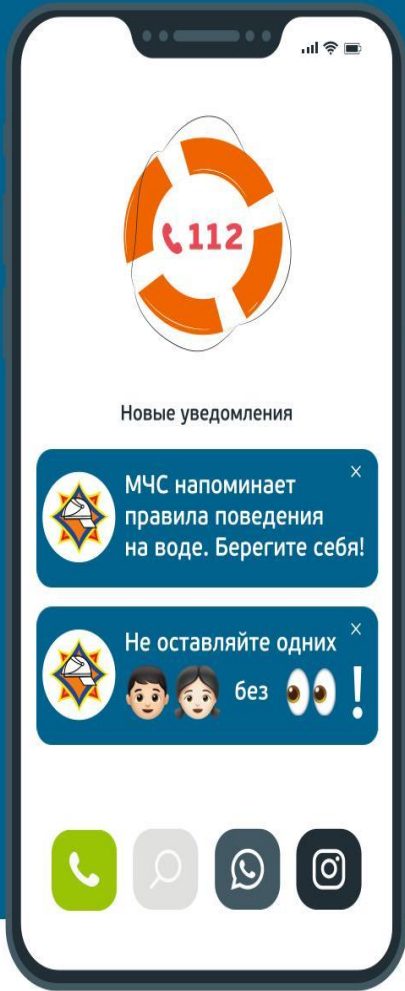 112
Новые уведомления
МЧС напоминает
правила поведения
на воде. Берегите себя!
Не оставляйте одних
👦🏻👧🏻 без 👀!